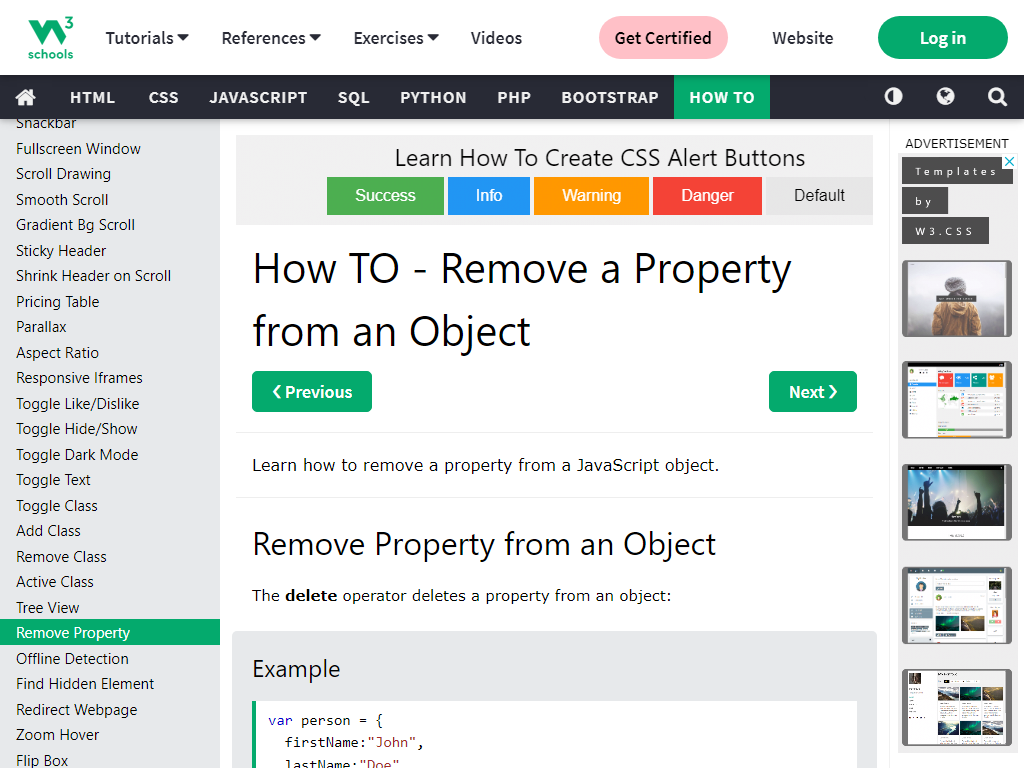 3
schools
Tutorials
References
Exercises
Videos
Get Certified
Website
Log in
HTML
CSS
JAVASCRIPT
SQL
PYTHON
PHP
BOOTSTRAP
HOW TO
Snackbar
Fullscreen Window
Scroll Drawing
Smooth Scroll
Gradient Bg Scroll
Sticky Header
Shrink Header on Scroll
Pricing Table
Parallax
Aspect Ratio
Responsive Iframes
Toggle Like/Dislike
Toggle Hide/Show
Toggle Dark Mode
Toggle Text
Toggle Class
Add Class
Remove Class
Active Class
Tree View
Remove Property
Offline Detection
Find Hidden Element
Redirect Webpage
Zoom Hover
Flip Box
Learn How To Create CSS Alert Buttons
Success
Info
Warning
Danger
Default
How TO - Remove a Property
from an Object
❮ Previous
Next ❯
Learn how to remove a property from a JavaScript object.
Remove Property from an Object
The delete operator deletes a property from an object:
Example
var person = {
firstName:"John",
lastName:"Doe"
ADVERTISEMENT
Templates
by
W3.CSS